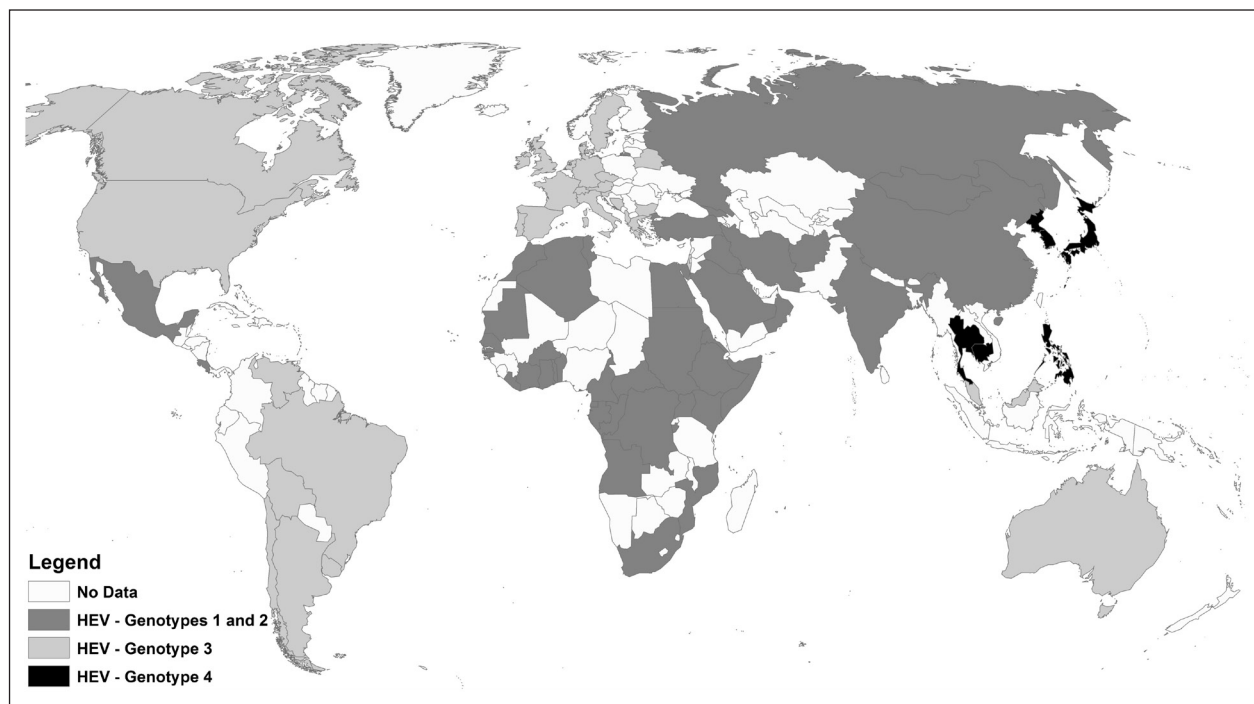 Legend
No Data
HEV - Genotypes 1 and 2
HEV - Genotype 3
HEV - Genotype 4